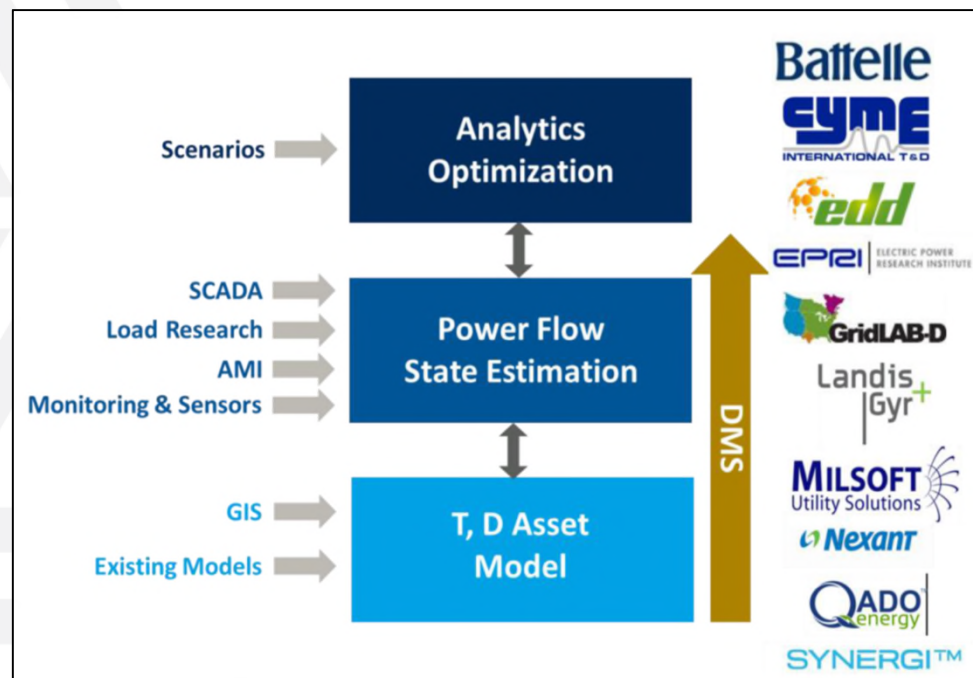 Scenarios
Analytics
Optimization
SCADA
Load Research
AMI
Monitoring & Sensors
Power Flow
State Estimation
GIS
Existing Models
T, D Asset
Model
DMS
Battelle
CYME
INTERNATIONAL T&D
edd
EPRI | ELECTRIC POWER
RESEARCH INSTITUTE
GridLAB-D
Landis
Gyr+
MILSOFT
Utility Solutions
Nexant
QADO
energy
SYNERGI™